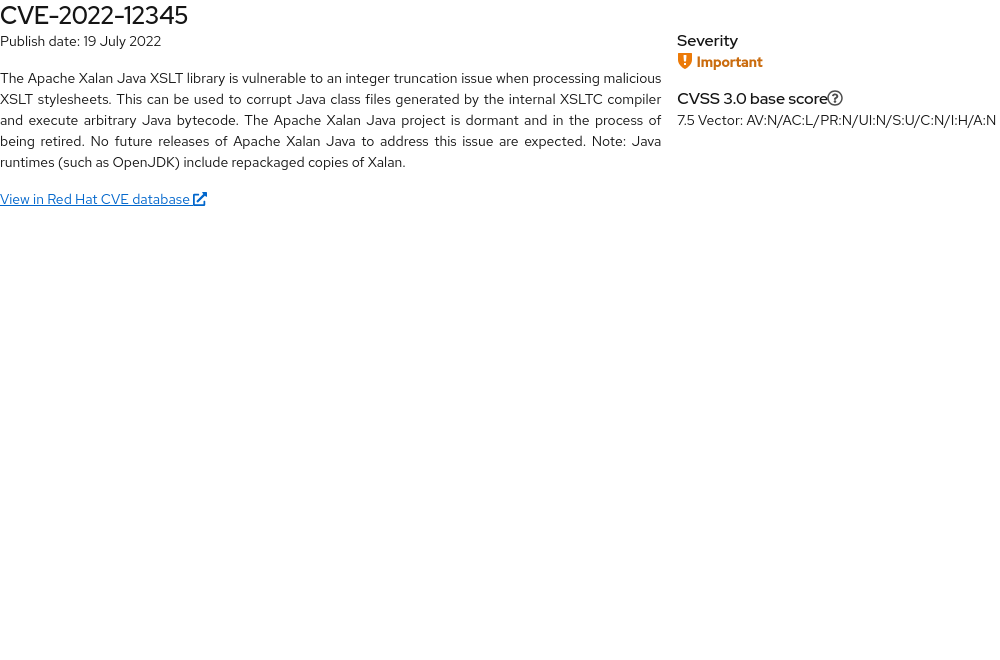 CVE-2022-12345
Publish date: 19 July 2022
The Apache Xalan Java XSLT library is vulnerable to an integer truncation issue when processing malicious
XSLT stylesheets. This can be used to corrupt Java class files generated by the internal XSLTC compiler
and execute arbitrary Java bytecode. The Apache Xalan Java project is dormant and in the process of
being retired. No future releases of Apache Xalan Java to address this issue are expected. Note: Java
runtimes (such as OpenJDK) include repackaged copies of Xalan.
View in Red Hat CVE database
Severity
Important
CVSS 3.0 base score
7.5 Vector: AV:N/AC:L/PR:N/UI:N/S:U/C:N/I:H/A:N